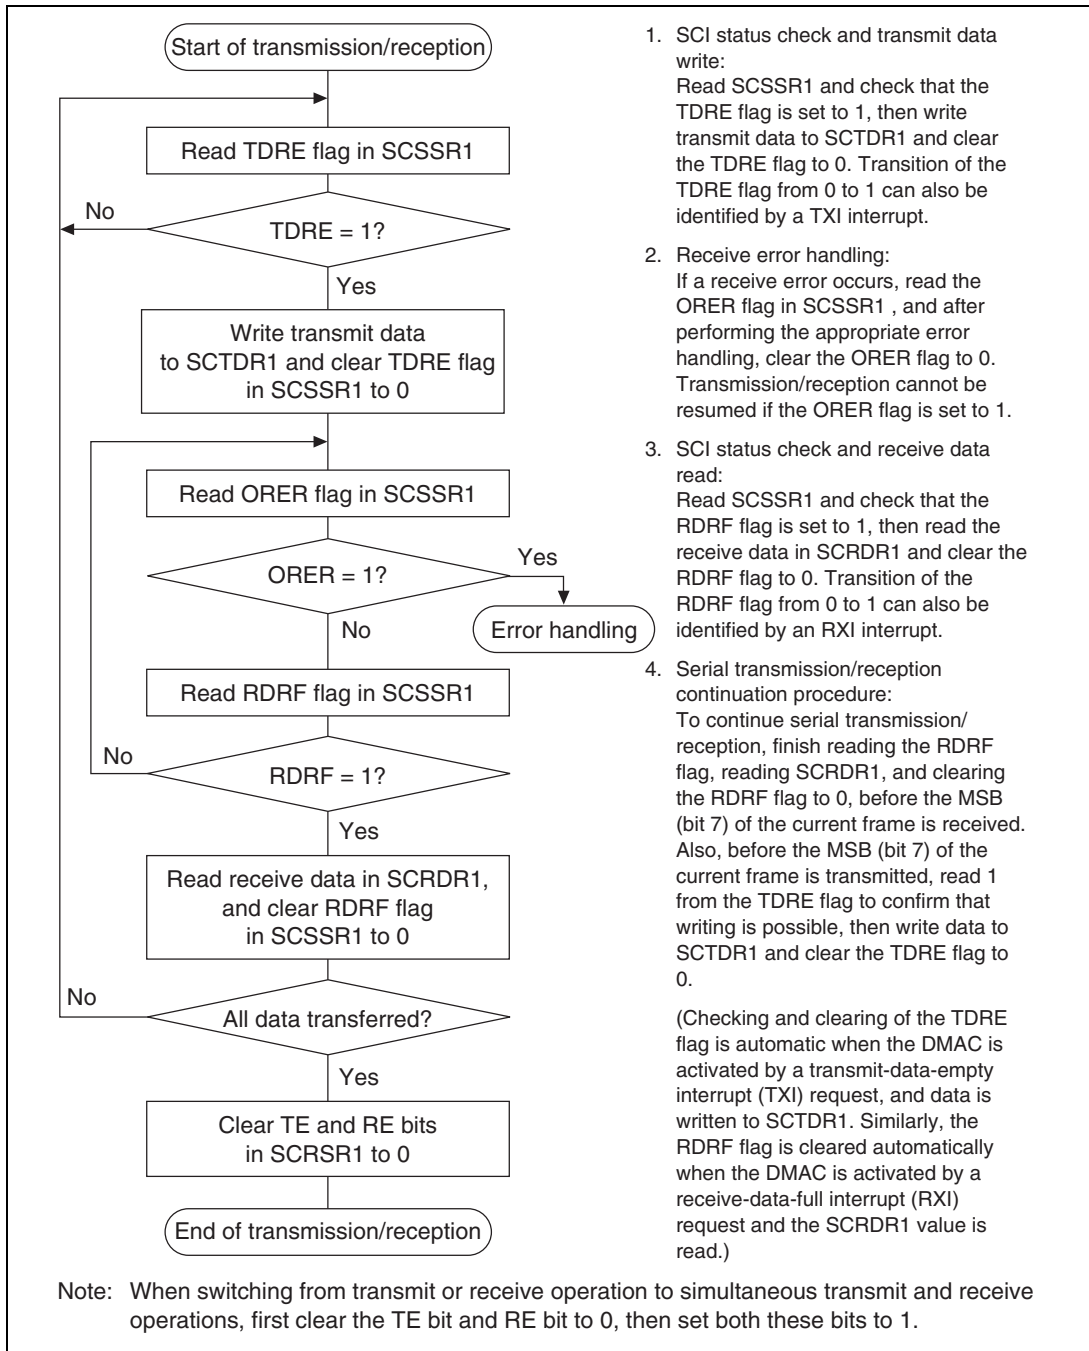 Start of transmission/reception
Read TDRE flag in SCSSR1
No
TDRE = 1?
Yes
Write transmit data
to SCTDR1 and clear TDRE flag
in SCSSR1 to 0
Read ORER flag in SCSSR1
Yes
ORER = 1?
No
Error handling
Read RDRF flag in SCSSR1
No
RDRF = 1?
Yes
Read receive data in SCRDR1,
and clear RDRF flag
in SCSSR1 to 0
No
All data transferred?
Yes
Clear TE and RE bits
in SCRSR1 to 0
End of transmission/reception
1. SCI status check and transmit data
write:
Read SCSSR1 and check that the
TDRE flag is set to 1, then write
transmit data to SCTDR1 and clear
the TDRE flag to 0. Transition of the
TDRE flag from 0 to 1 can also be
identified by a TXI interrupt.
2. Receive error handling:
If a receive error occurs, read the
ORER flag in SCSSR1 , and after
performing the appropriate error
handling, clear the ORER flag to 0.
Transmission/reception cannot be
resumed if the ORER flag is set to 1.
3. SCI status check and receive data
read:
Read SCSSR1 and check that the
RDRF flag is set to 1, then read the
receive data in SCRDR1 and clear the
RDRF flag to 0. Transition of the
RDRF flag from 0 to 1 can also be
identified by an RXI interrupt.
4. Serial transmission/reception
continuation procedure:
To continue serial transmission/
reception, finish reading the RDRF
flag, reading SCRDR1, and clearing
the RDRF flag to 0, before the MSB
(bit 7) of the current frame is received.
Also, before the MSB (bit 7) of the
current frame is transmitted, read 1
from the TDRE flag to confirm that
writing is possible, then write data to
SCTDR1 and clear the TDRE flag to
0.
(Checking and clearing of the TDRE
flag is automatic when the DMAC is
activated by a transmit-data-empty
interrupt (TXI) request, and data is
written to SCTDR1. Similarly, the
RDRF flag is cleared automatically
when the DMAC is activated by a
receive-data-full interrupt (RXI)
request and the SCRDR1 value is
read.)
Note: When switching from transmit or receive operation to simultaneous transmit and receive
operations, first clear the TE bit and RE bit to 0, then set both these bits to 1.